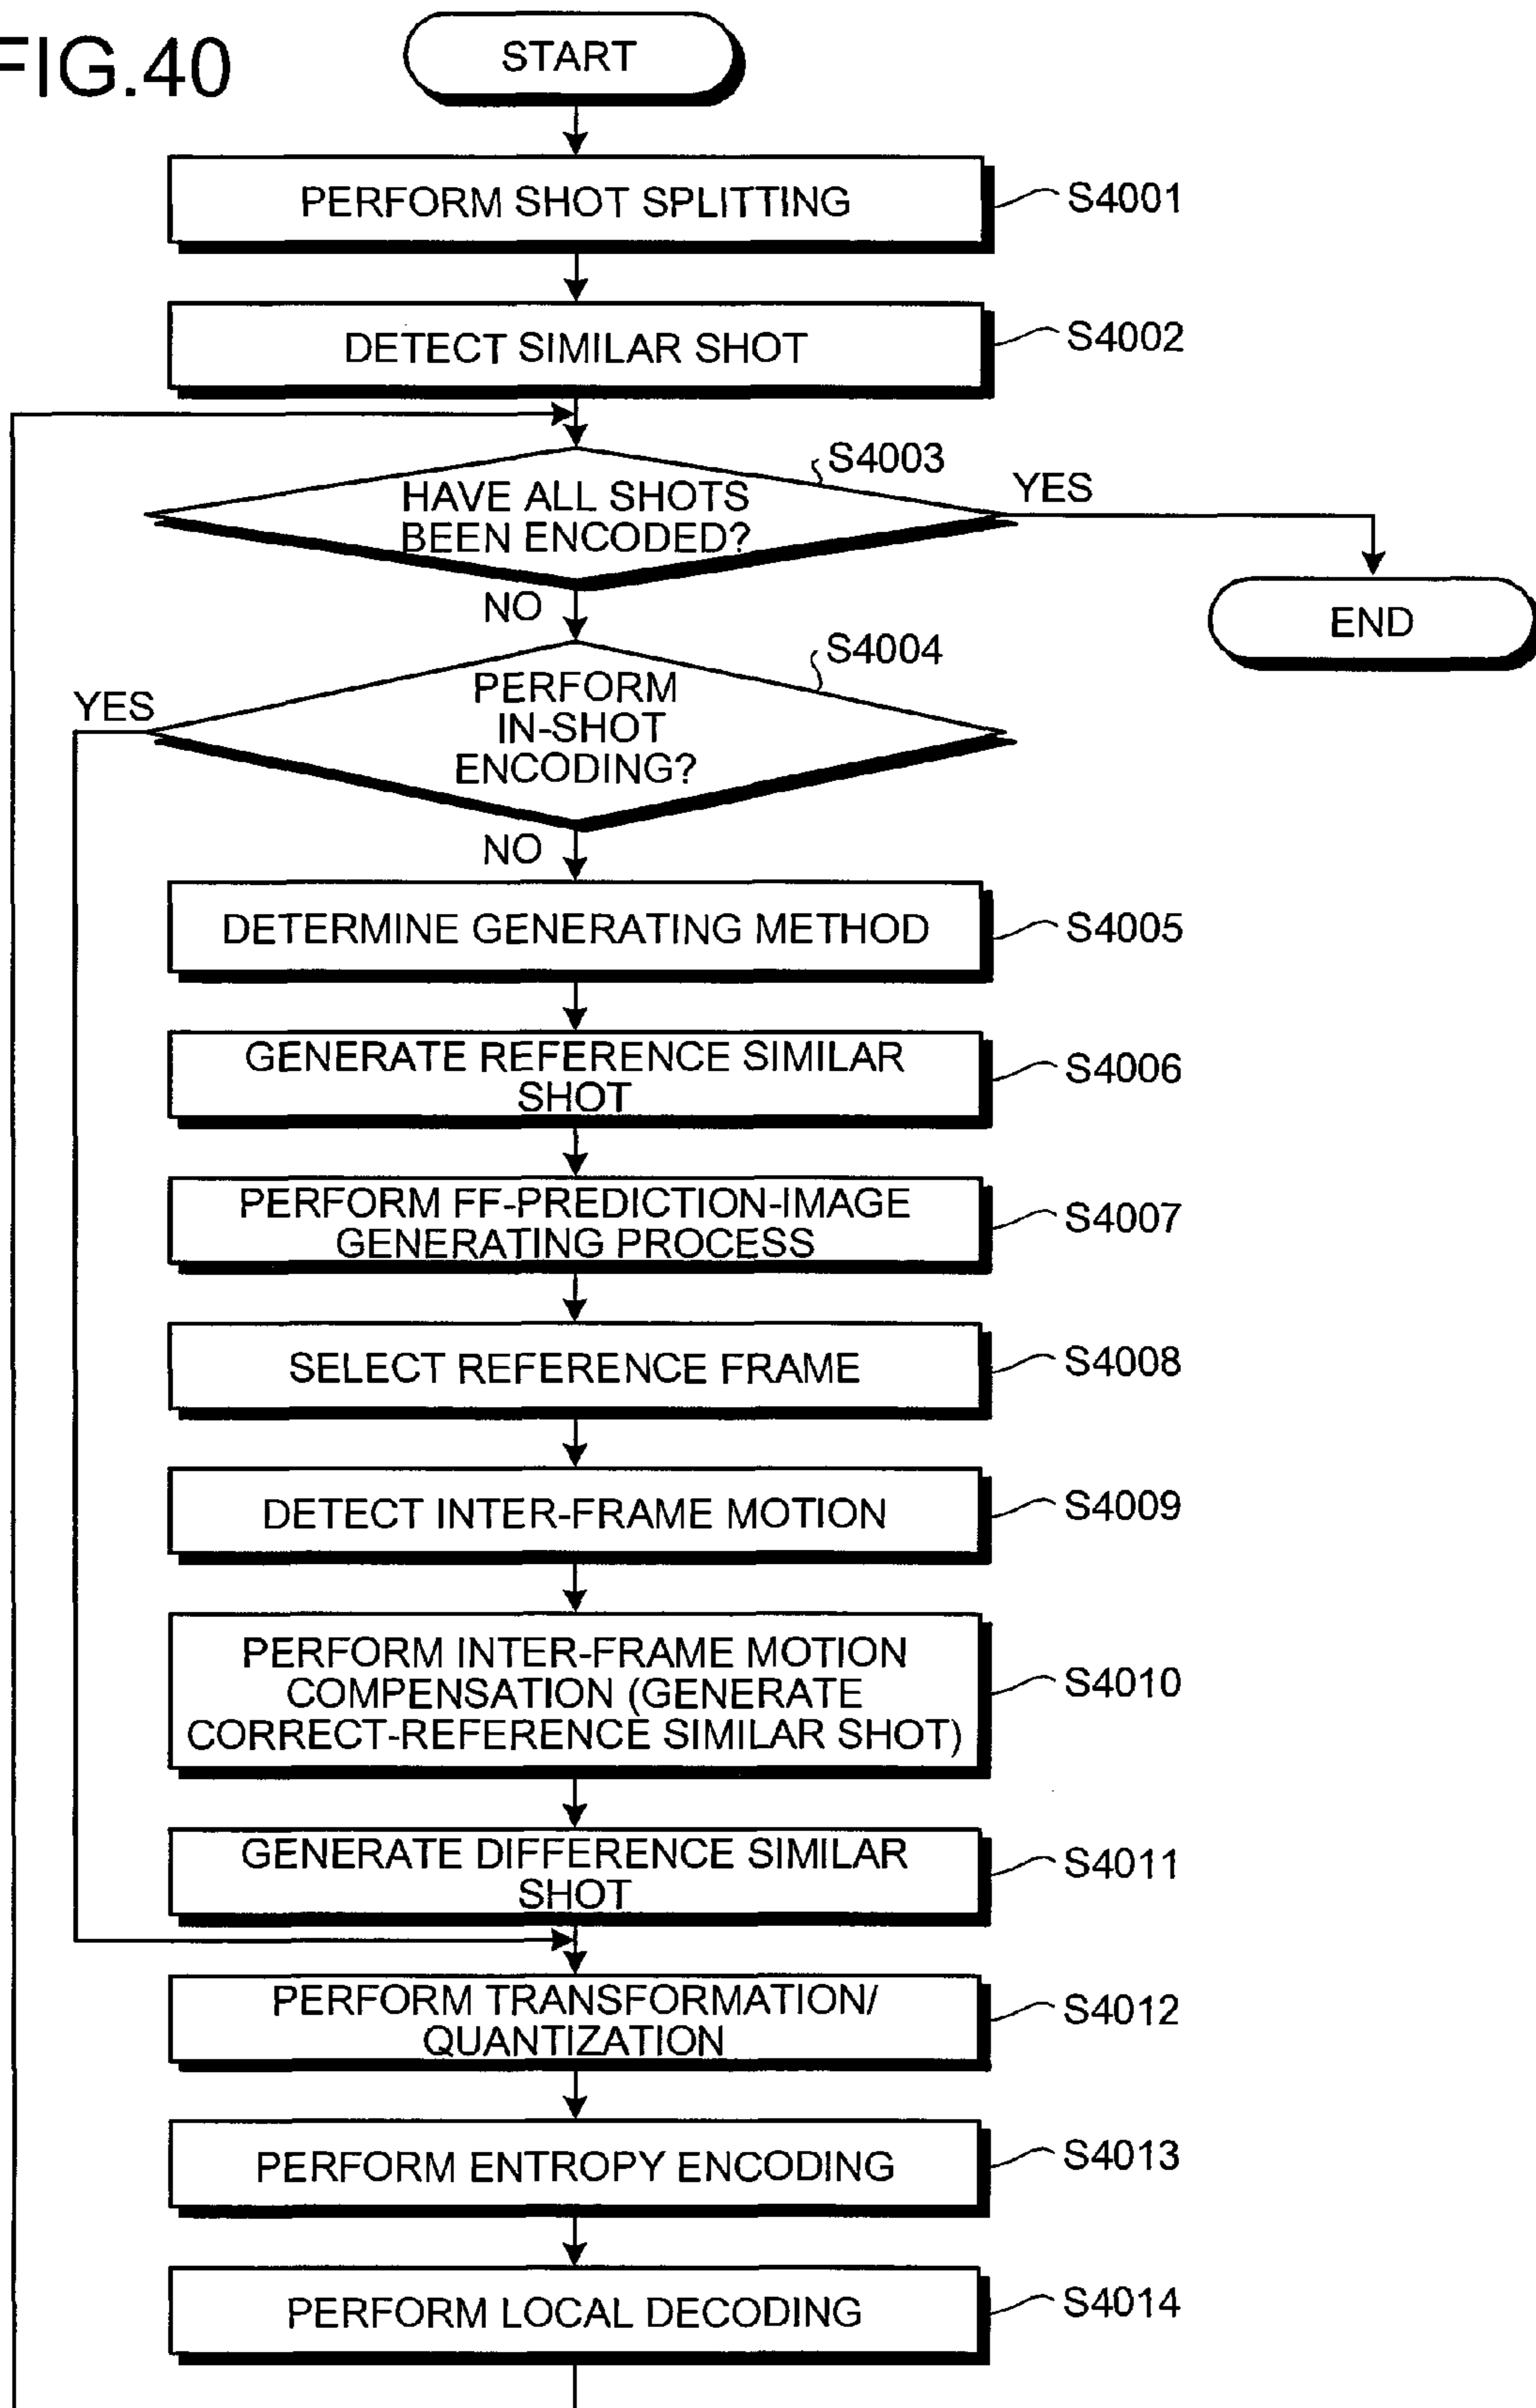 FIG.40
START
PERFORM SHOT SPLITTING
S4001
DETECT SIMILAR SHOT
S4002
S4003
HAVE ALL SHOTS
BEEN ENCODED?
YES
NO
END
S4004
PERFORM
IN-SHOT
ENCODING?
YES
NO
DETERMINE GENERATING METHOD
S4005
GENERATE REFERENCE SIMILAR
SHOT
S4006
PERFORM FF-PREDICTION-IMAGE
GENERATING PROCESS
S4007
SELECT REFERENCE FRAME
S4008
DETECT INTER-FRAME MOTION
S4009
PERFORM INTER-FRAME MOTION
COMPENSATION (GENERATE
CORRECT-REFERENCE SIMILAR SHOT)
S4010
GENERATE DIFFERENCE SIMILAR
SHOT
S4011
PERFORM TRANSFORMATION/
QUANTIZATION
S4012
PERFORM ENTROPY ENCODING
S4013
PERFORM LOCAL DECODING
S4014